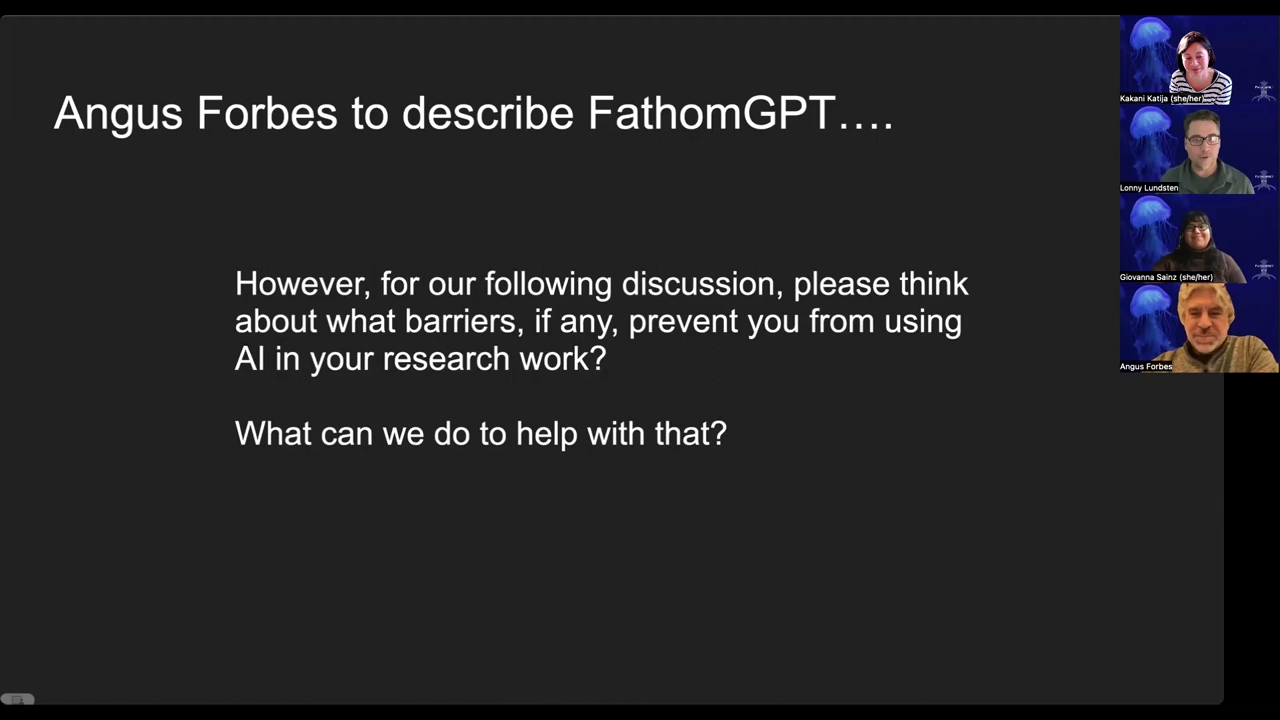 Angus Forbes to describe FathomGPT….
However, for our following discussion, please think
about what barriers, if any, prevent you from using
AI in your research work?
What can we do to help with that?
Kakani Katija (she/her)
Lonny Lundsten
Giovanna Sainz (she/her)
Angus Forbes